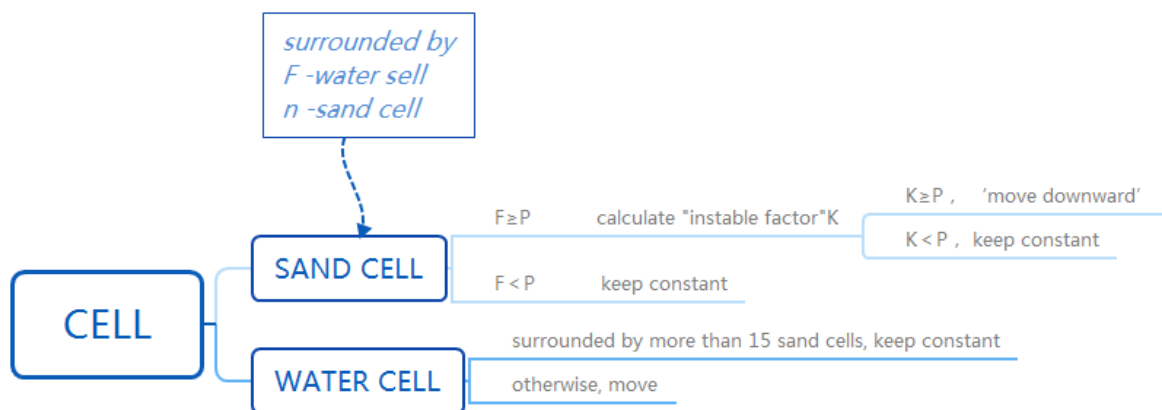 surrounded by
F -water sell
n -sand cell
CELL
SAND CELL
F≥P calculate "instable factor"K
K≥P , ‘move downward’
K<P , keep constant
F<P keep constant
WATER CELL
surrounded by more than 15 sand cells, keep constant
otherwise, move